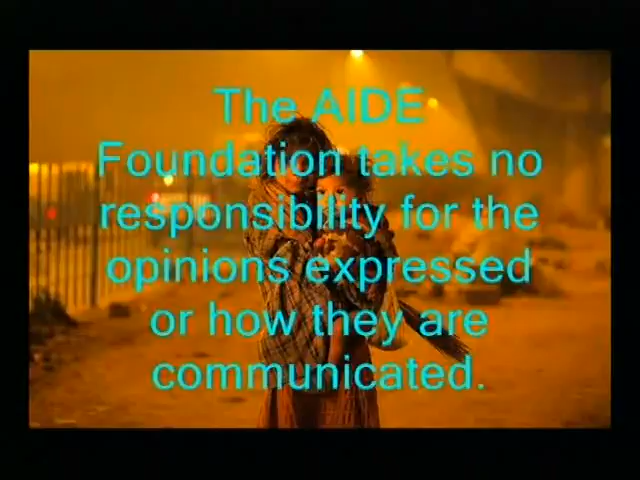 The AIDE
Foundation takes no
responsibility for the
opinions expressed
or how they are
communicated.